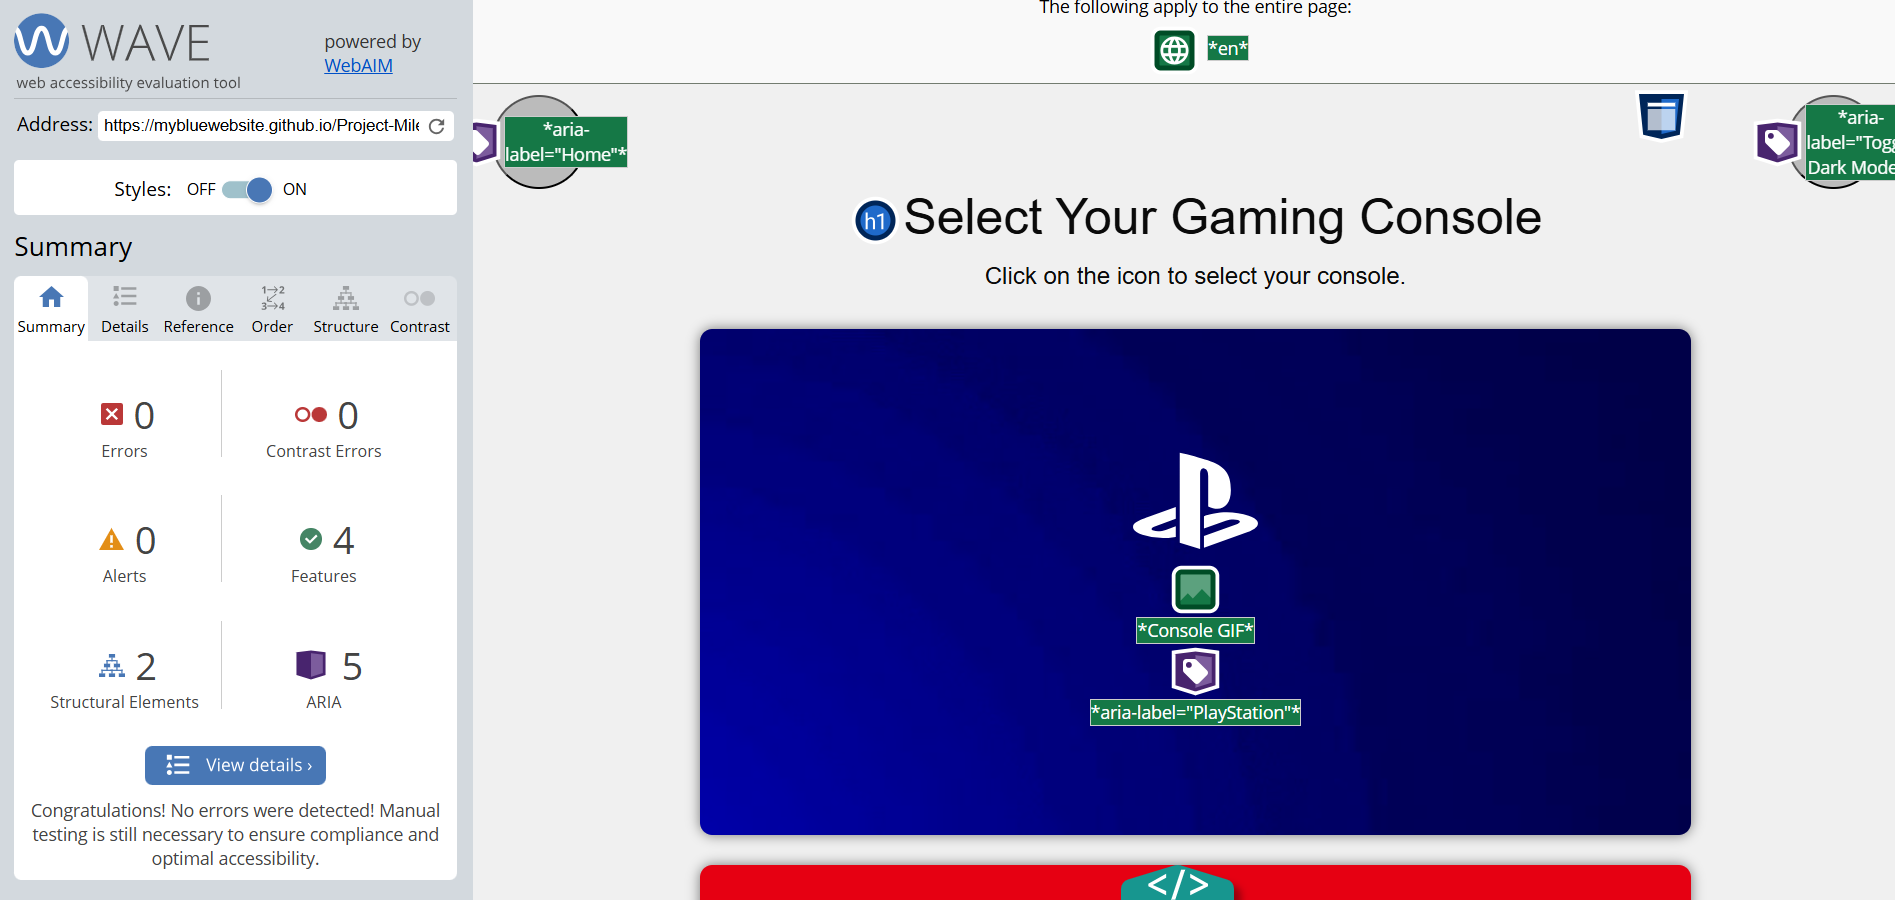 WAVE
web accessibility evaluation tool
powered by
WebAIM
Address: https://mybluewebsite.github.io/Project-Mile
Styles: OFF ON
Summary
Summary Details Reference Order Structure Contrast
0 Errors
0 Contrast Errors
0 Alerts
4 Features
2 Structural Elements
5 ARIA
View details ›
Congratulations! No errors were detected! Manual
testing is still necessary to ensure compliance and
optimal accessibility.
The following apply to the entire page:
*en*
*aria-
label="Home"*
*aria-
label="Togg
Dark Mode
h1 Select Your Gaming Console
Click on the icon to select your console.
*Console GIF*
*aria-label="PlayStation"*
</>